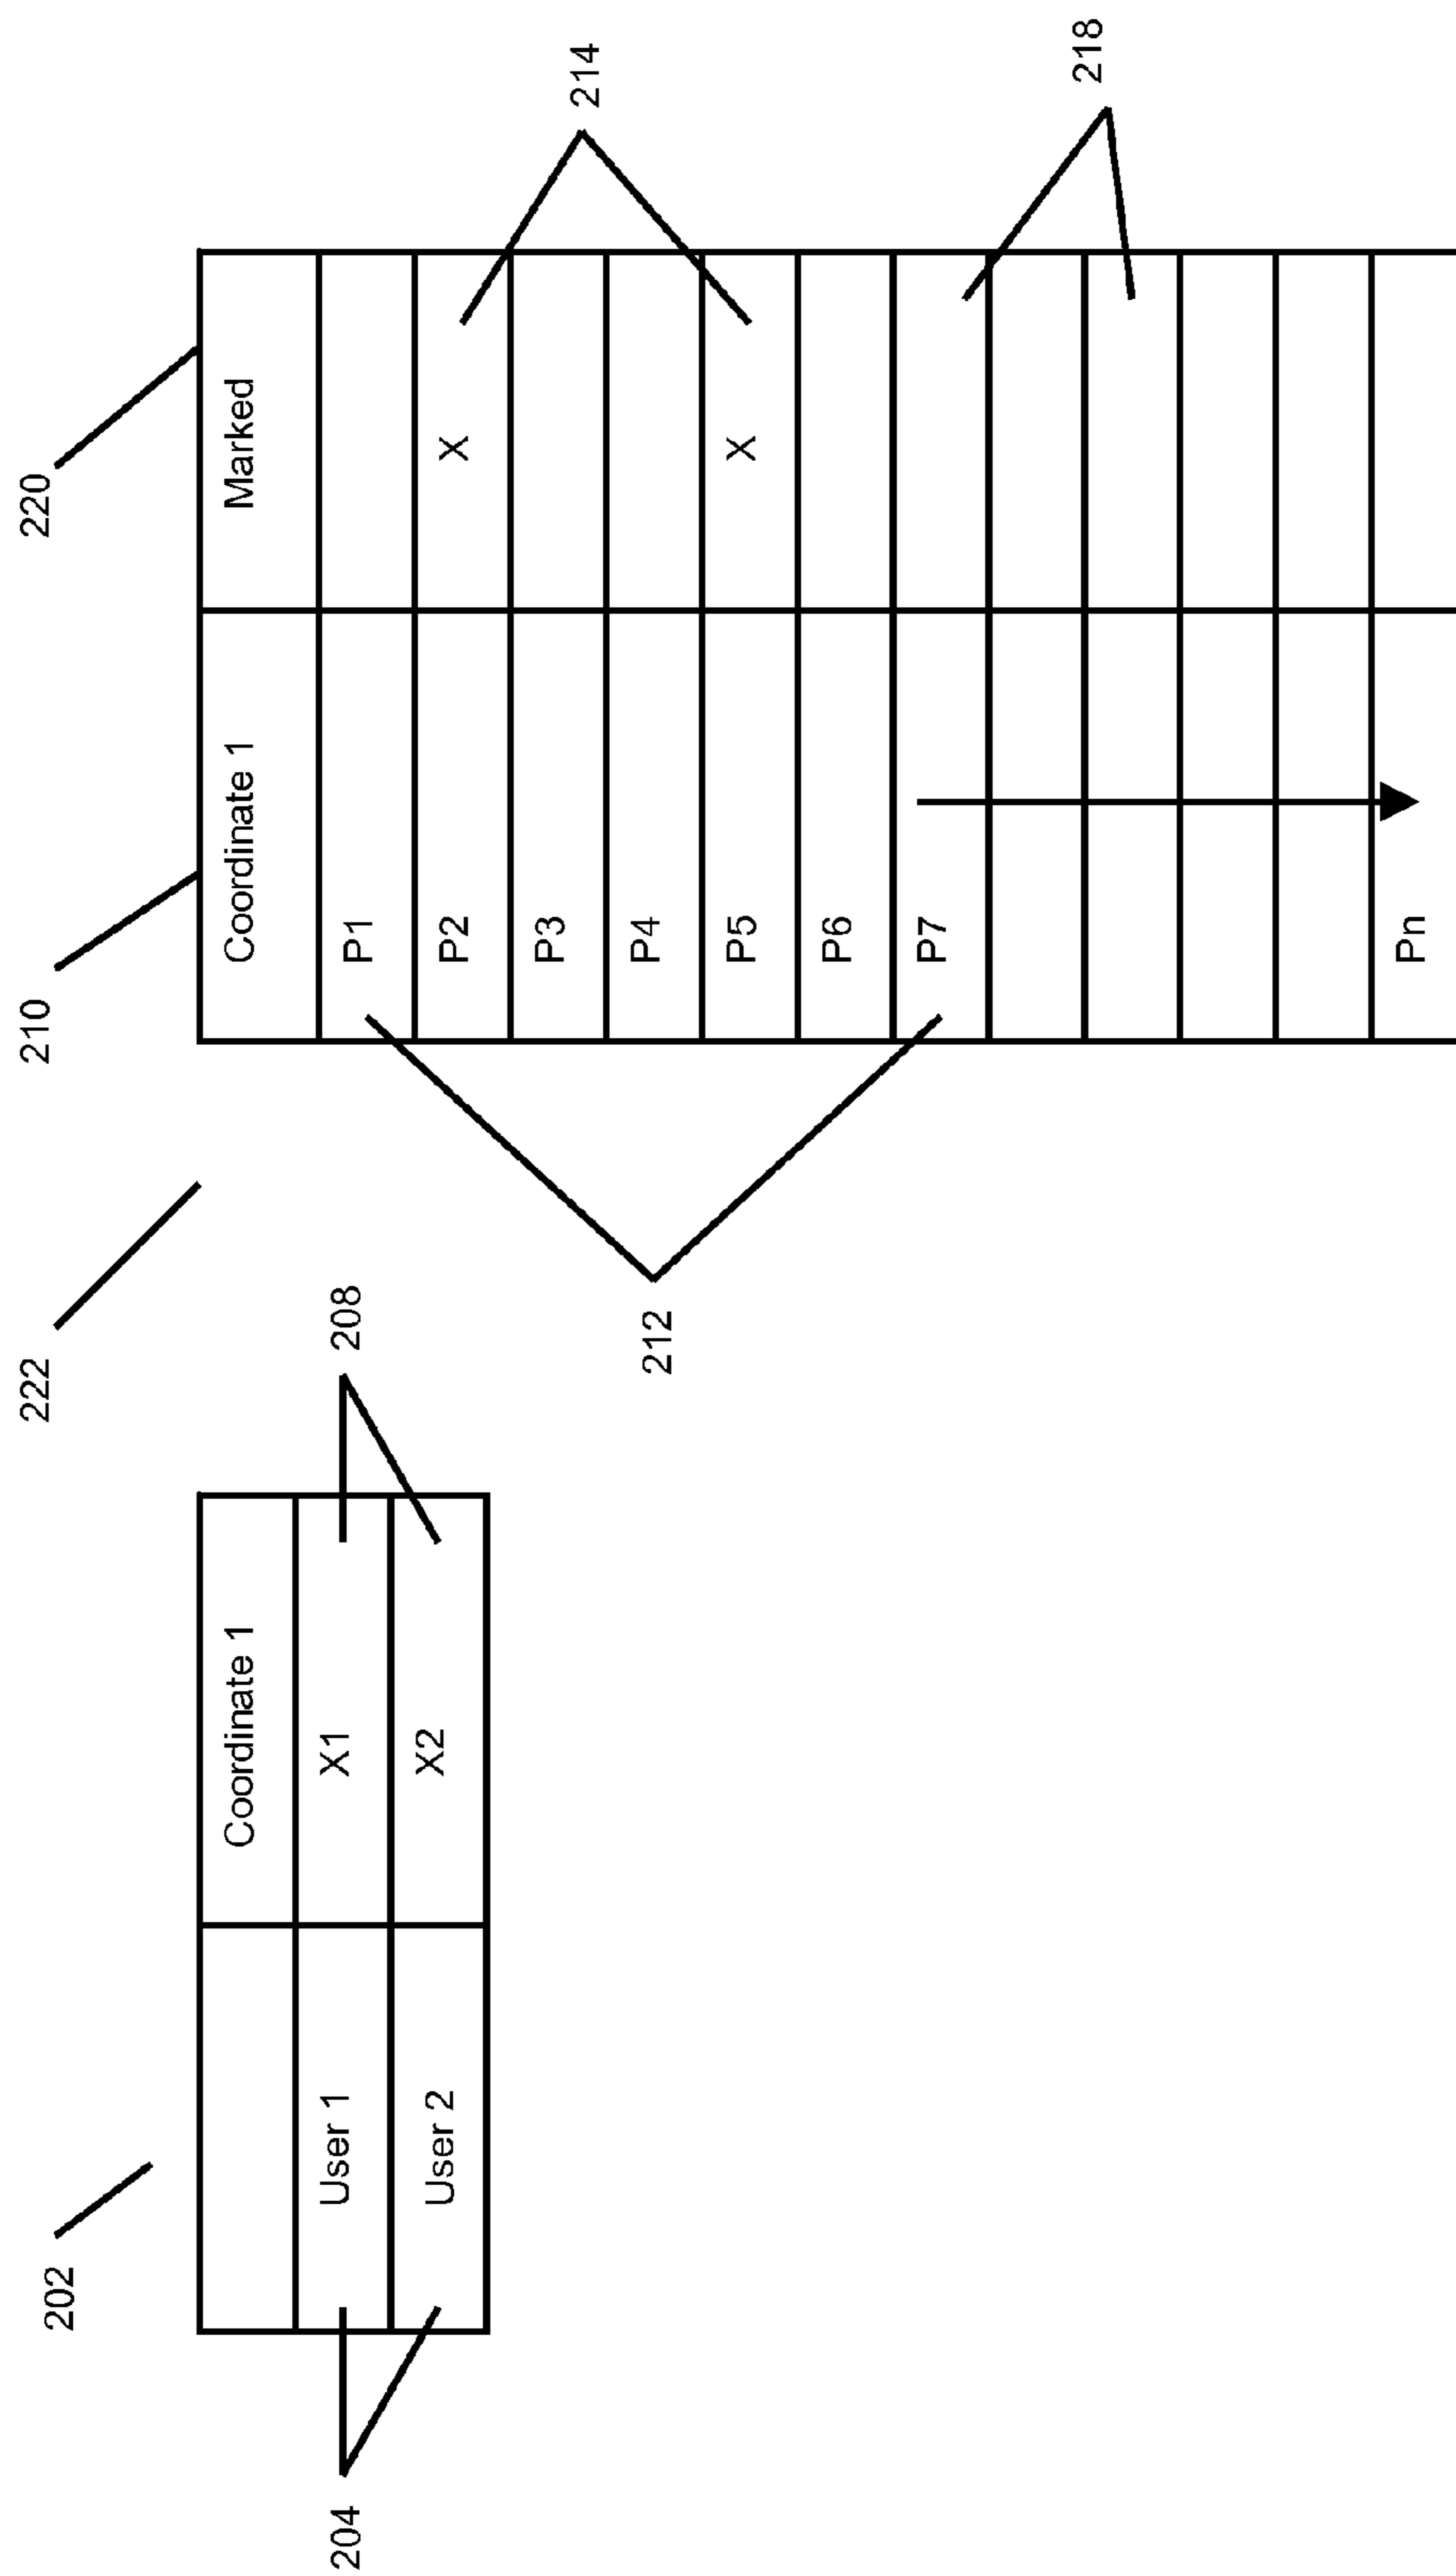 202
222
210
220
Coordinate 1
User 1 X1
User 2 X2
204
208
Coordinate 1 Marked
P1
P2 X
P3
P4
P5 X
P6
P7
Pn
212
214
218